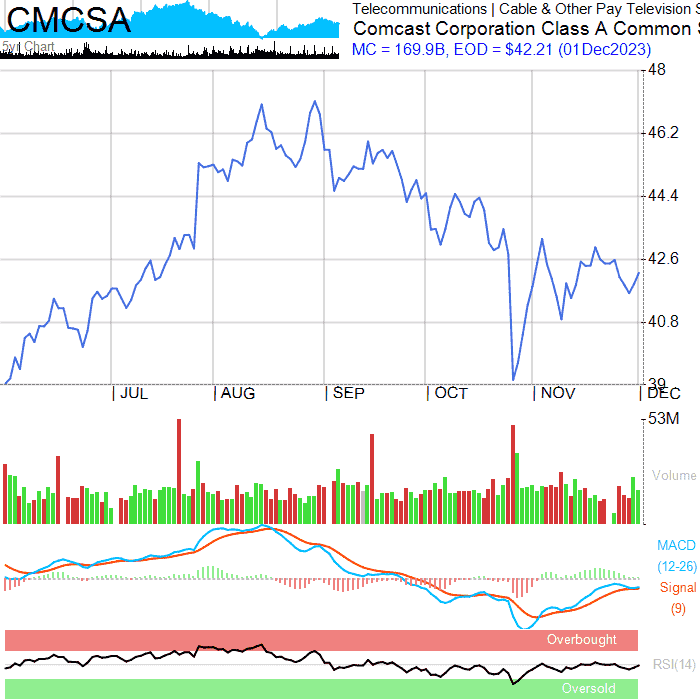 CMCSA
5yr Chart
Telecommunications | Cable & Other Pay Television S
Comcast Corporation Class A Common S
MC = 169.9B, EOD = $42.21 (01Dec2023)
48
46.2
44.4
42.6
40.8
39
| JUL | AUG | SEP | OCT | NOV | DEC
53M
Volume
MACD
(12-26)
Signal
(9)
Overbought
RSI(14)
Oversold